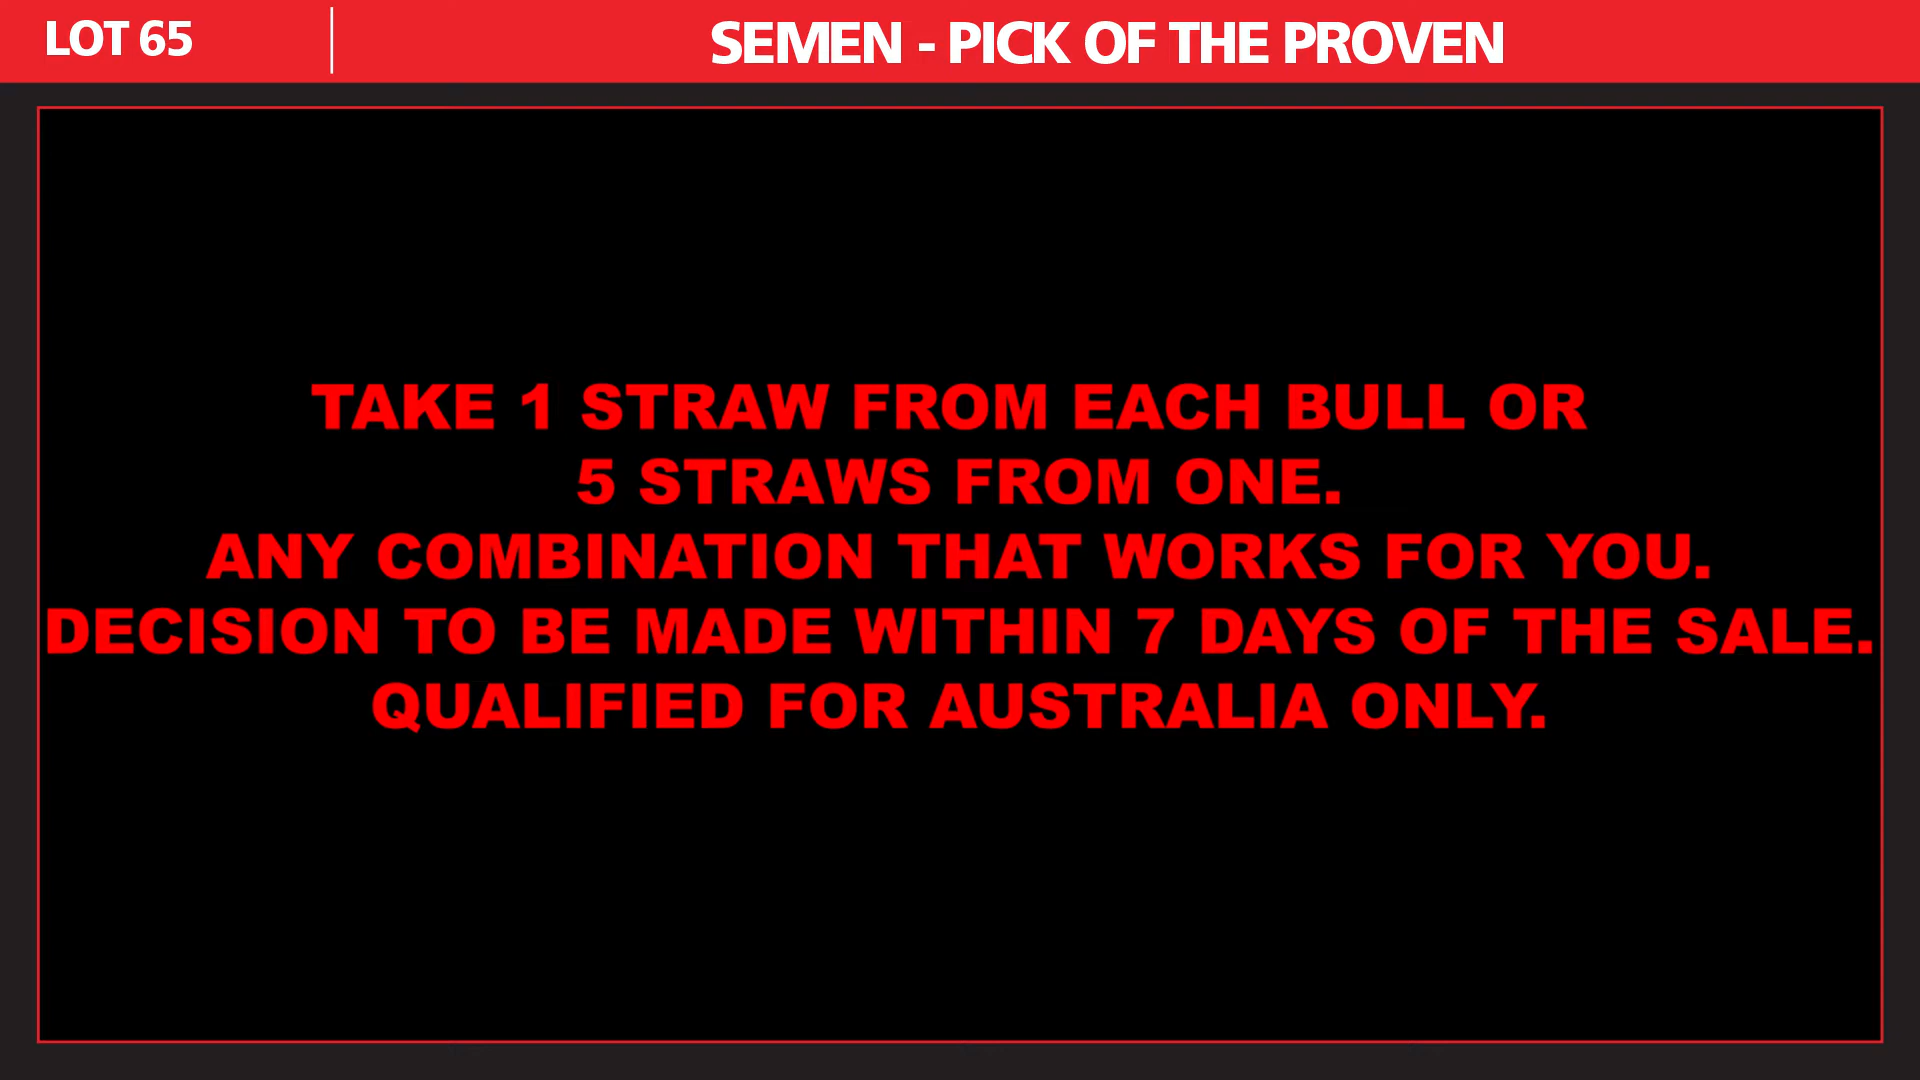 LOT 65
SEMEN - PICK OF THE PROVEN
TAKE 1 STRAW FROM EACH BULL OR
5 STRAWS FROM ONE.
ANY COMBINATION THAT WORKS FOR YOU.
DECISION TO BE MADE WITHIN 7 DAYS OF THE SALE.
QUALIFIED FOR AUSTRALIA ONLY.